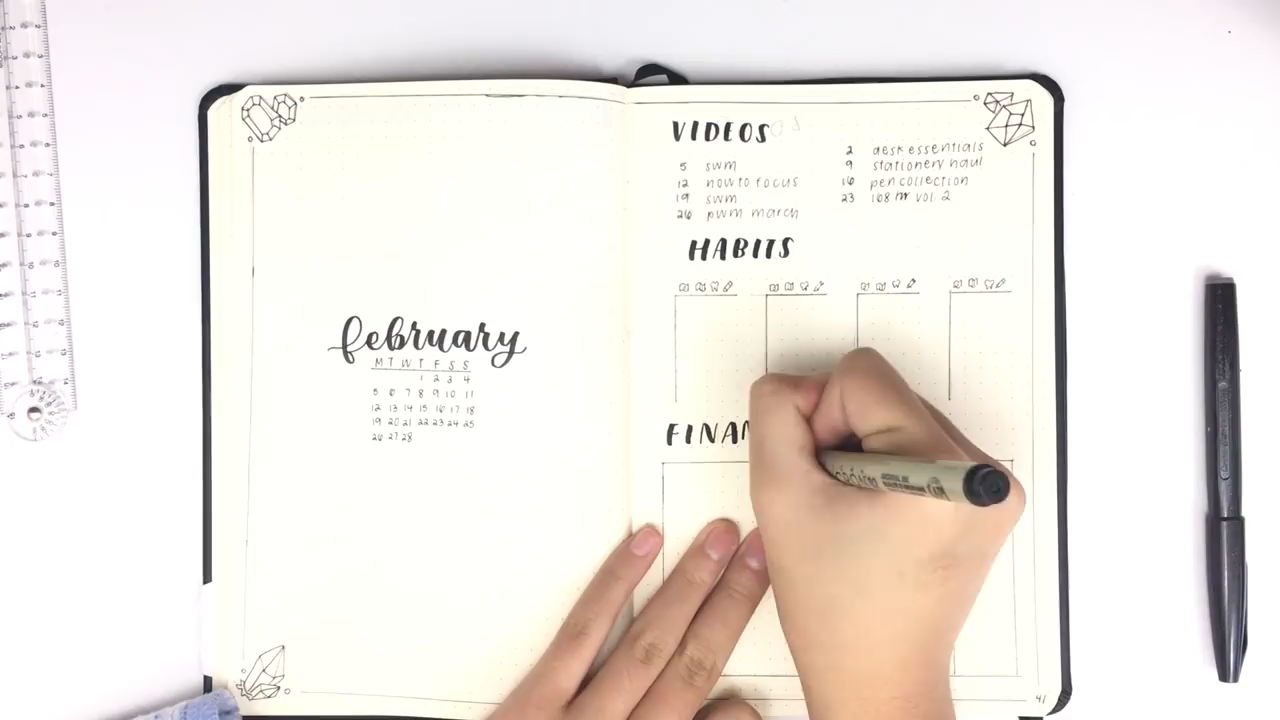 february
M T W T F S S
1 2 3 4
5 6 7 8 9 10 11
12 13 14 15 16 17 18
19 20 21 22 23 24 25
26 27 28
VIDEOS
5 swm
12 how to focus
19 swm
26 pwm march
2 desk essentials
9 stationery haul
16 pen collection
23 168 hr vol. 2
HABITS
FINAN
41